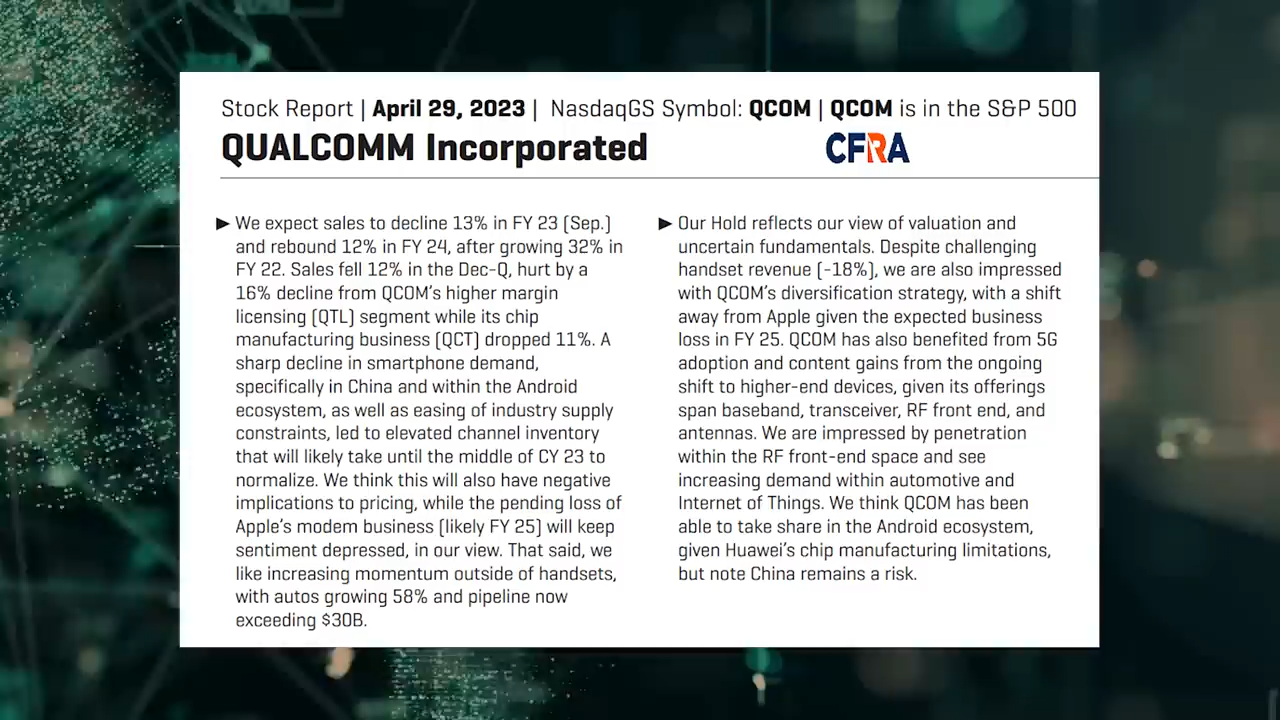 Stock Report | April 29, 2023 | NasdaqGS Symbol: QCOM | QCOM is in the S&P 500
QUALCOMM Incorporated
CFRA
► We expect sales to decline 13% in FY 23 (Sep.)
and rebound 12% in FY 24, after growing 32% in
FY 22. Sales fell 12% in the Dec-Q, hurt by a
16% decline from QCOM's higher margin
licensing (QTL) segment while its chip
manufacturing business (QCT) dropped 11%. A
sharp decline in smartphone demand,
specifically in China and within the Android
ecosystem, as well as easing of industry supply
constraints, led to elevated channel inventory
that will likely take until the middle of CY 23 to
normalize. We think this will also have negative
implications to pricing, while the pending loss of
Apple's modem business (likely FY 25) will keep
sentiment depressed, in our view. That said, we
like increasing momentum outside of handsets,
with autos growing 58% and pipeline now
exceeding $30B.
► Our Hold reflects our view of valuation and
uncertain fundamentals. Despite challenging
handset revenue (-18%), we are also impressed
with QCOM's diversification strategy, with a shift
away from Apple given the expected business
loss in FY 25. QCOM has also benefited from 5G
adoption and content gains from the ongoing
shift to higher-end devices, given its offerings
span baseband, transceiver, RF front end, and
antennas. We are impressed by penetration
within the RF front-end space and see
increasing demand within automotive and
Internet of Things. We think QCOM has been
able to take share in the Android ecosystem,
given Huawei's chip manufacturing limitations,
but note China remains a risk.